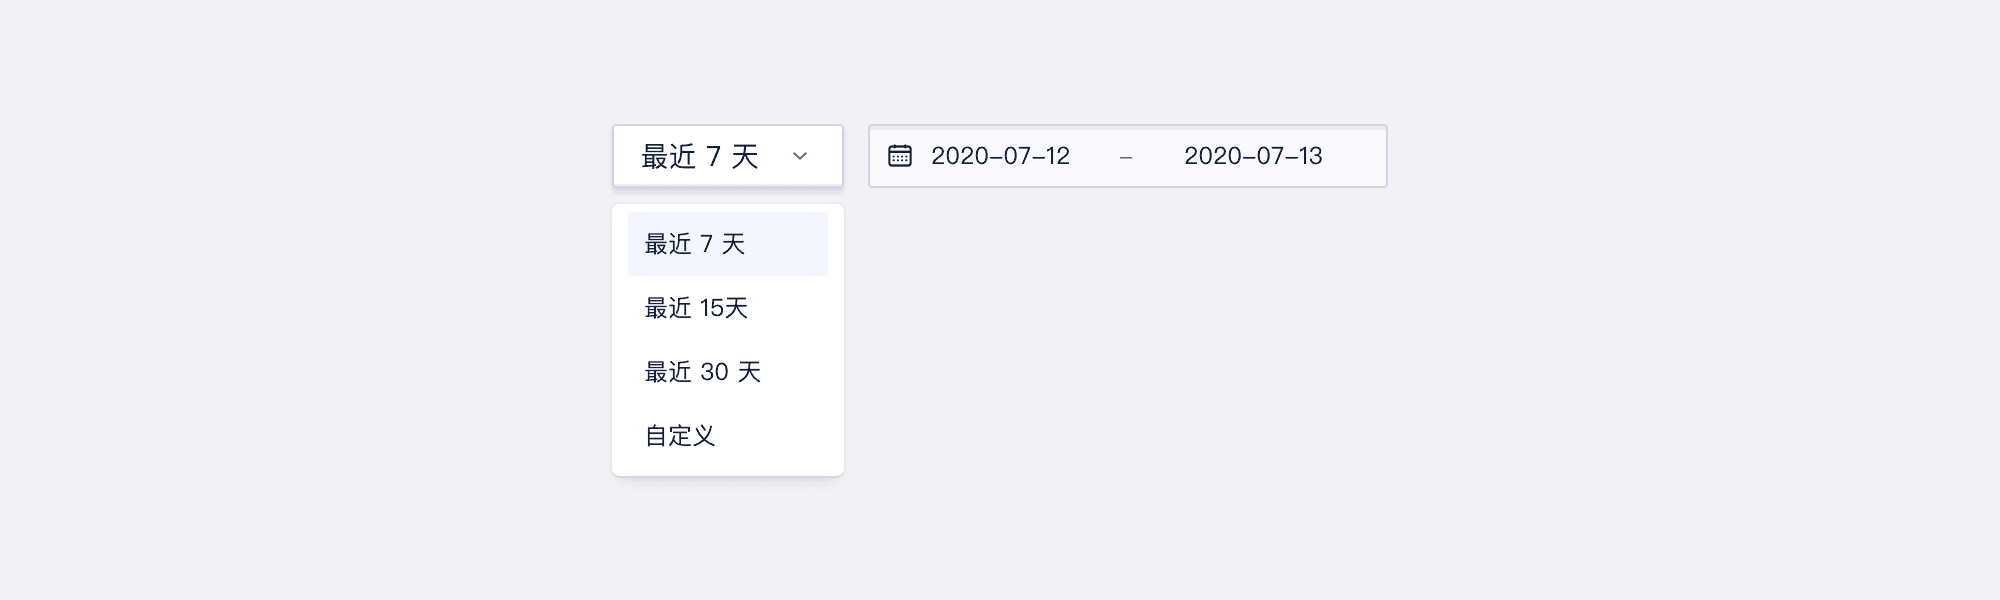 最近 7 天
2020-07-12 – 2020-07-13
最近 7 天
最近 15天
最近 30 天
自定义